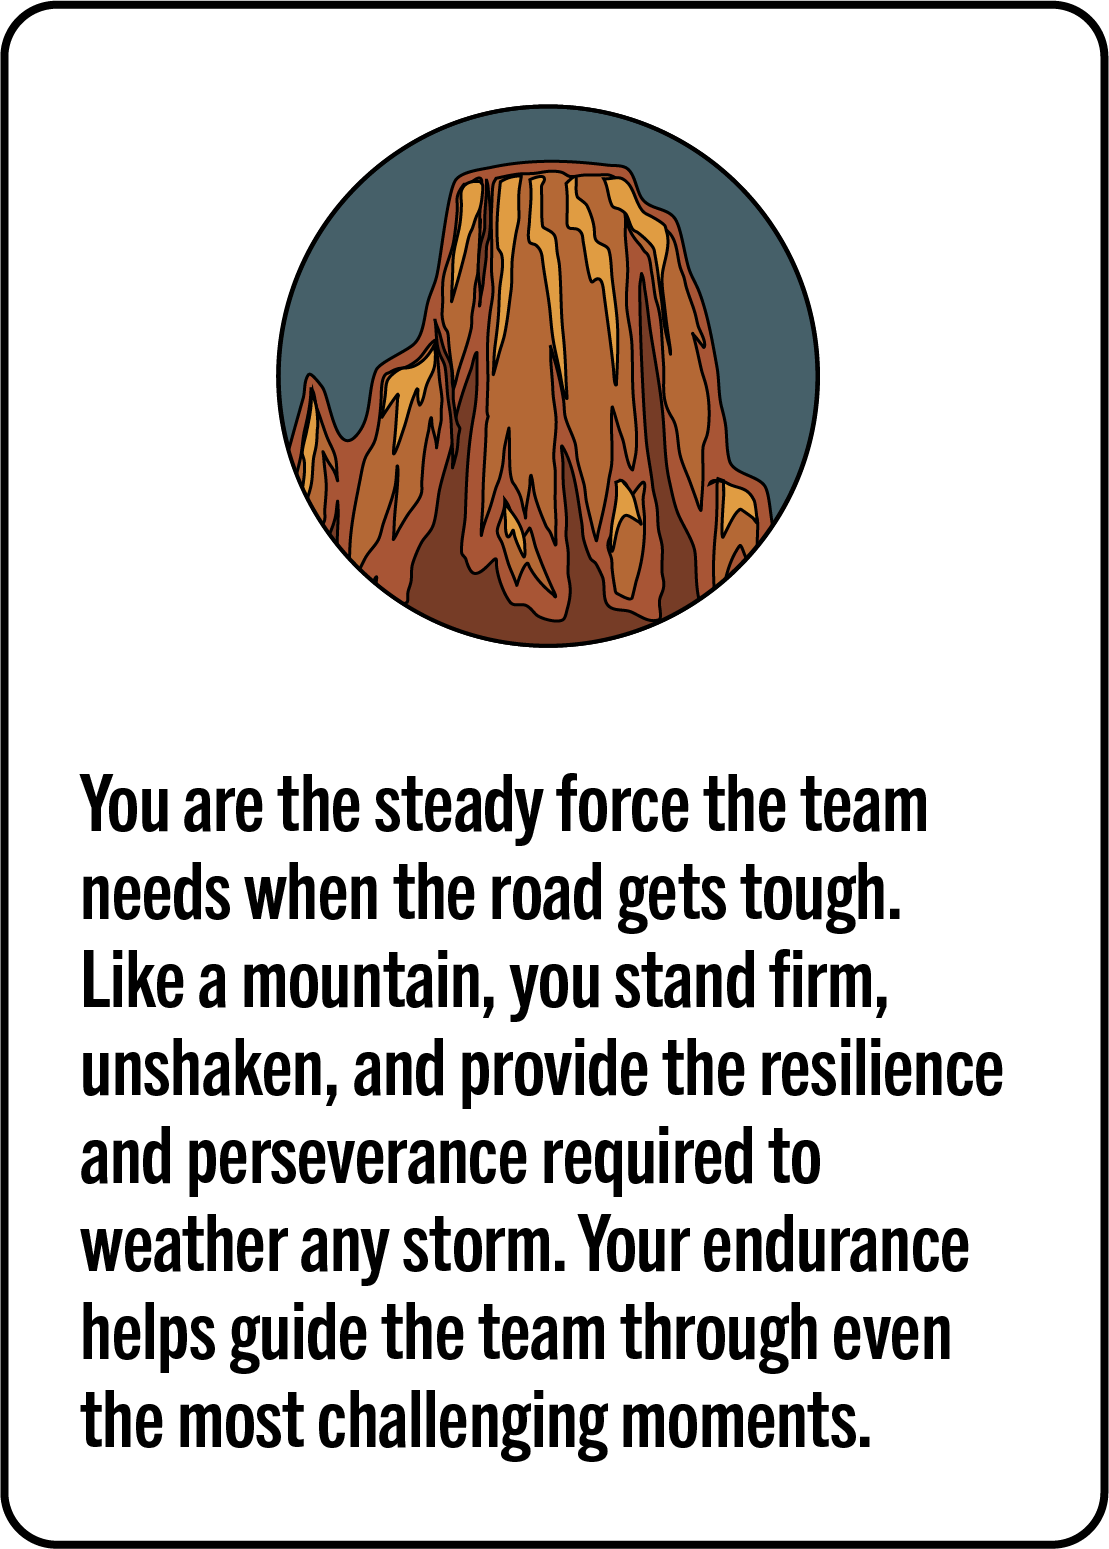 You are the steady force the team
needs when the road gets tough.
Like a mountain, you stand firm,
unshaken, and provide the resilience
and perseverance required to
weather any storm. Your endurance
helps guide the team through even
the most challenging moments.